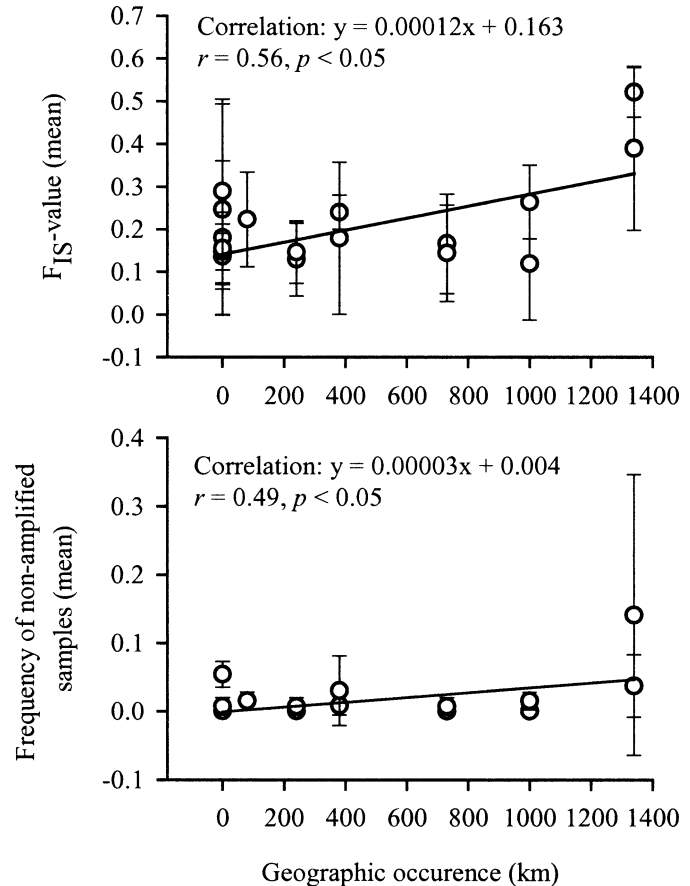 Correlation: y = 0.00012x + 0.163
r = 0.56, p < 0.05
F_IS-value (mean)
0.7
0.6
0.5
0.4
0.3
0.2
0.1
0.0
-0.1
0 200 400 600 800 1000 1200 1400
Correlation: y = 0.00003x + 0.004
r = 0.49, p < 0.05
Frequency of non-amplified
samples (mean)
0.4
0.3
0.2
0.1
0.0
-0.1
0 200 400 600 800 1000 1200 1400
Geographic occurence (km)